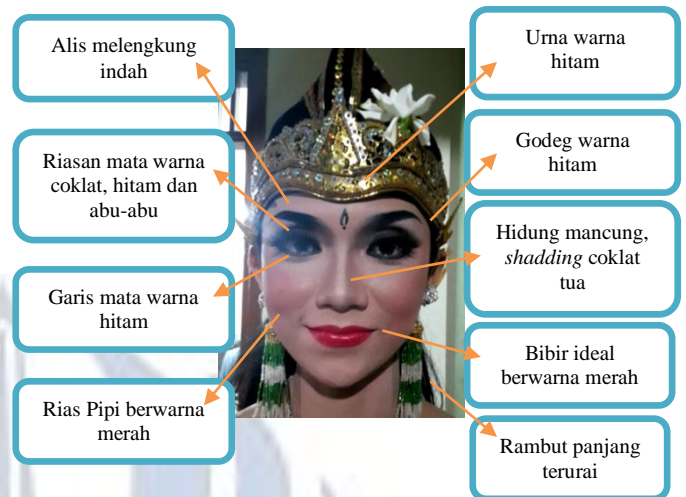 Alis melengkung
indah
Riasan mata warna
coklat, hitam dan
abu-abu
Garis mata warna
hitam
Rias Pipi berwarna
merah
Urna warna
hitam
Godeg warna
hitam
Hidung mancung,
shadding coklat
tua
Bibir ideal
berwarna merah
Rambut panjang
terurai